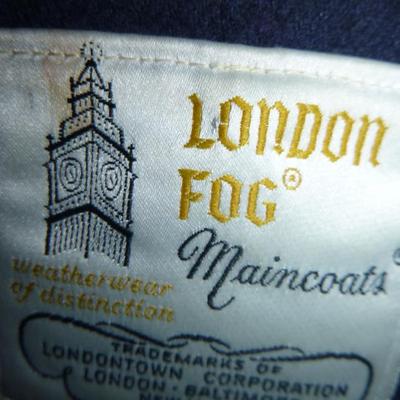 LONDON
FOG®
Maincoats®
weatherwear
of distinction
TRADEMARKS OF
LONDONTOWN CORPORATION
LONDON · BALTIMORE